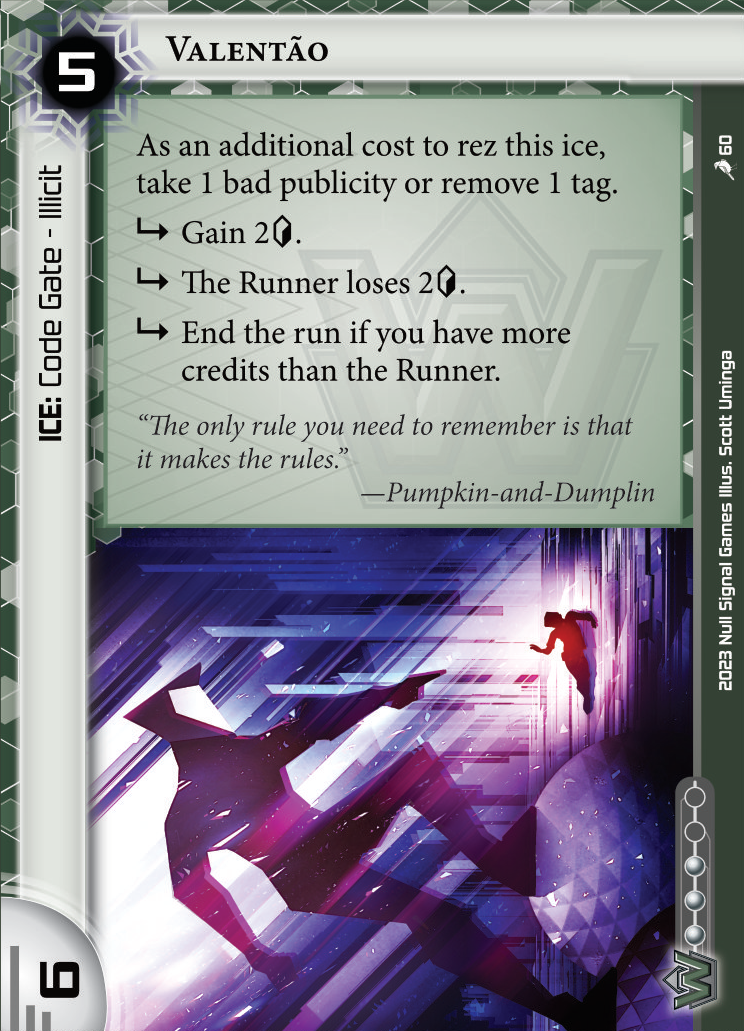 5
Valentão
As an additional cost to rez this ice,
take 1 bad publicity or remove 1 tag.
↳ Gain 2.
↳ The Runner loses 2.
↳ End the run if you have more
credits than the Runner.
“The only rule you need to remember is that
it makes the rules.”
—Pumpkin-and-Dumplin
ICE: Code Gate - Illicit
6
60
2023 Null Signal Games Illus. Scott Uminga